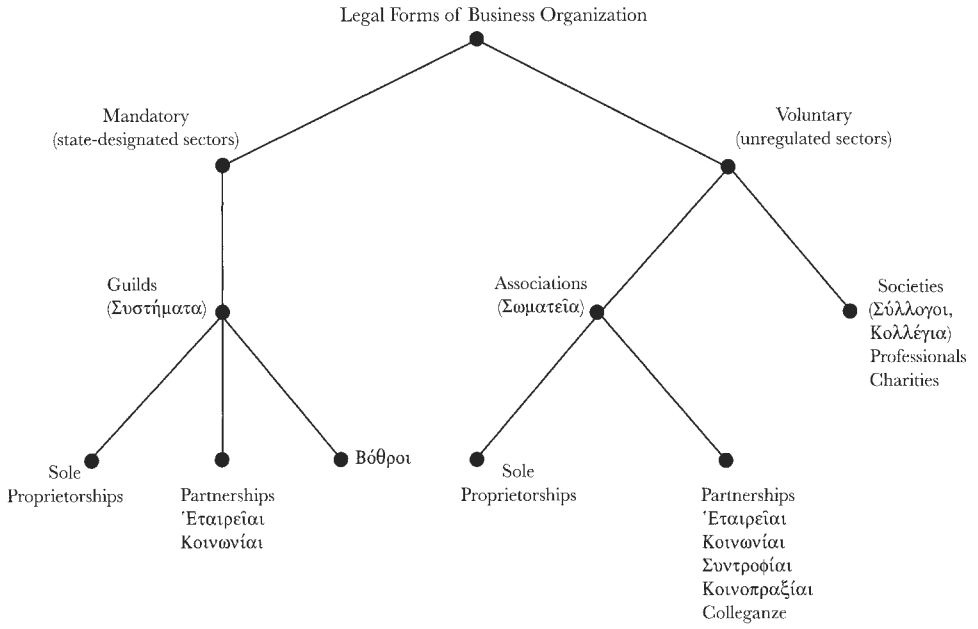 Legal Forms of Business Organization
Mandatory
(state-designated sectors)
Voluntary
(unregulated sectors)
Guilds
(Συστήματα)
Associations
(Σωματεῖα)
Societies
(Σύλλογοι,
Κολλέγια)
Professionals
Charities
Sole
Proprietorships
Partnerships
Ἑταιρεῖαι
Κοινωνίαι
Βόθροι
Sole
Proprietorships
Partnerships
Ἑταιρεῖαι
Κοινωνίαι
Συντροφίαι
Κοινοπραξίαι
Colleganze